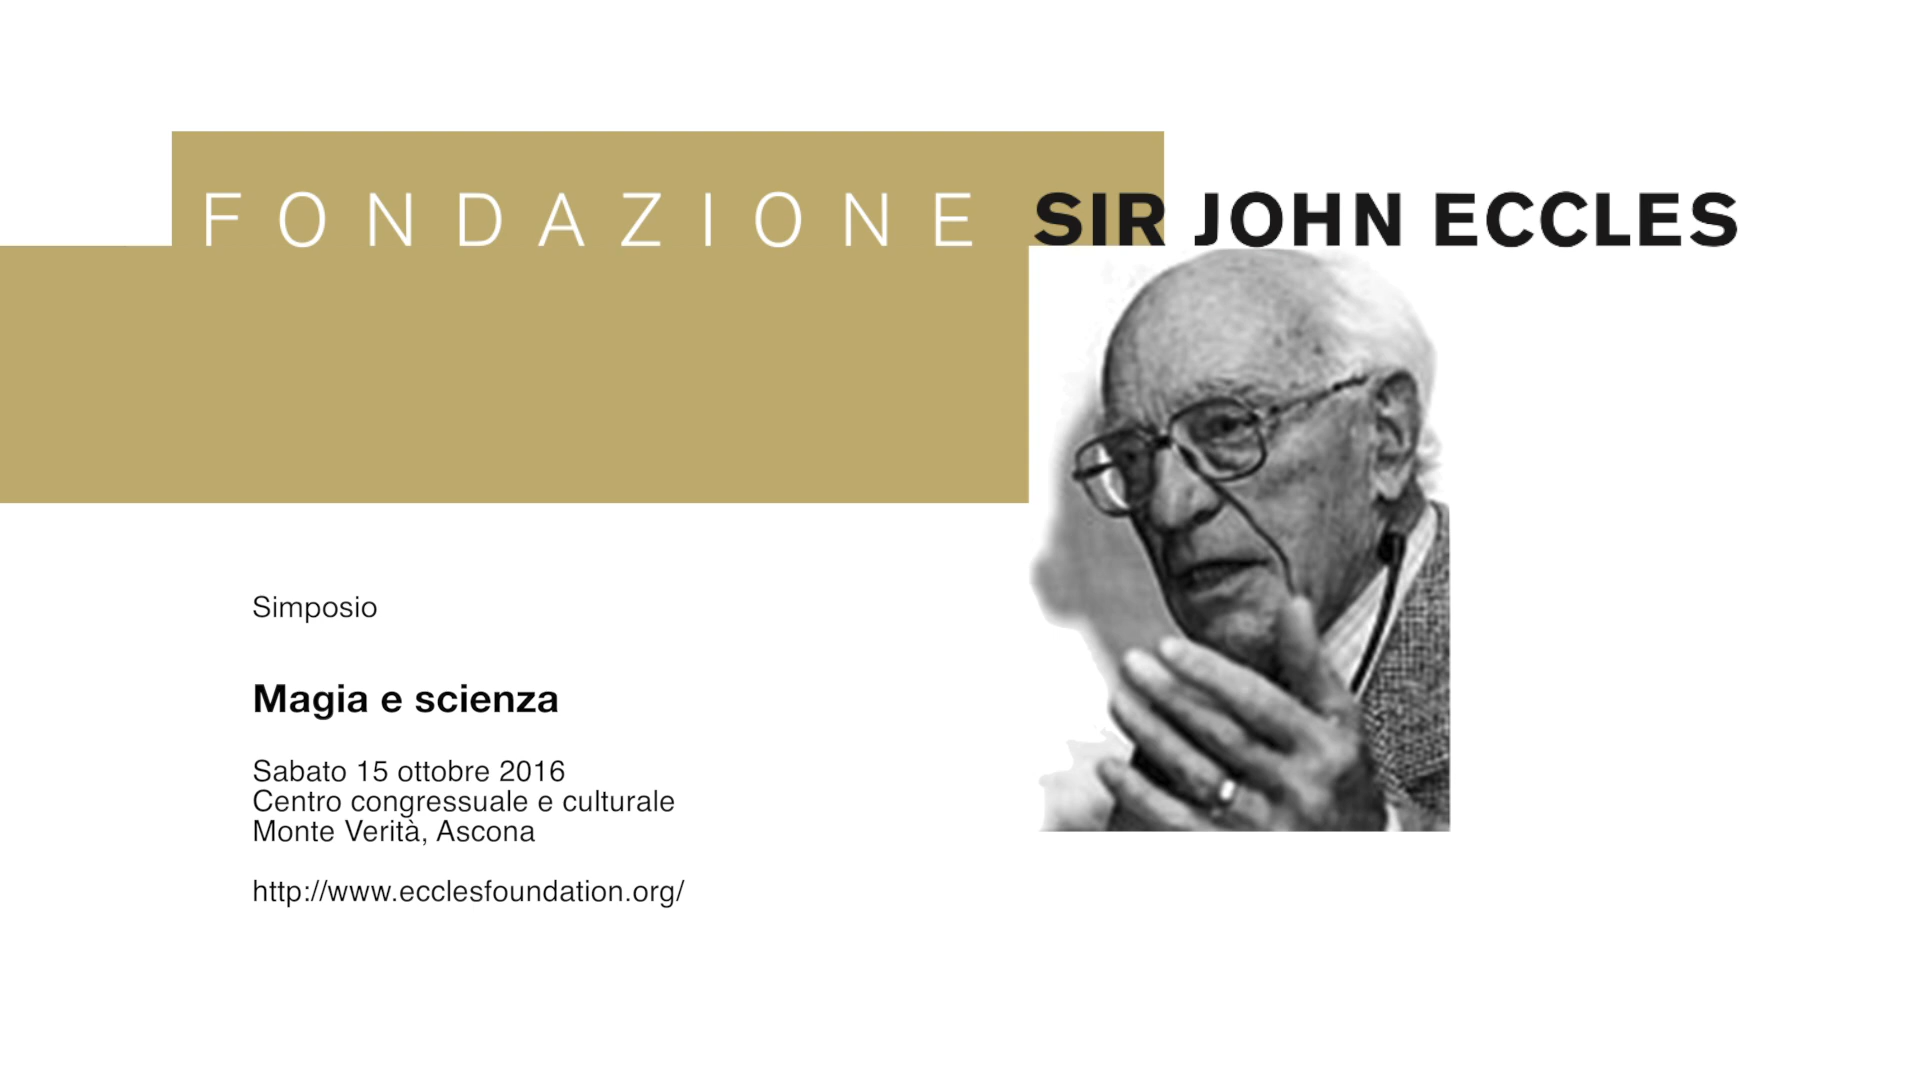 FONDAZIONE SIR JOHN ECCLES
Simposio
Magia e scienza
Sabato 15 ottobre 2016
Centro congressuale e culturale
Monte Verità, Ascona
http://www.ecclesfoundation.org/